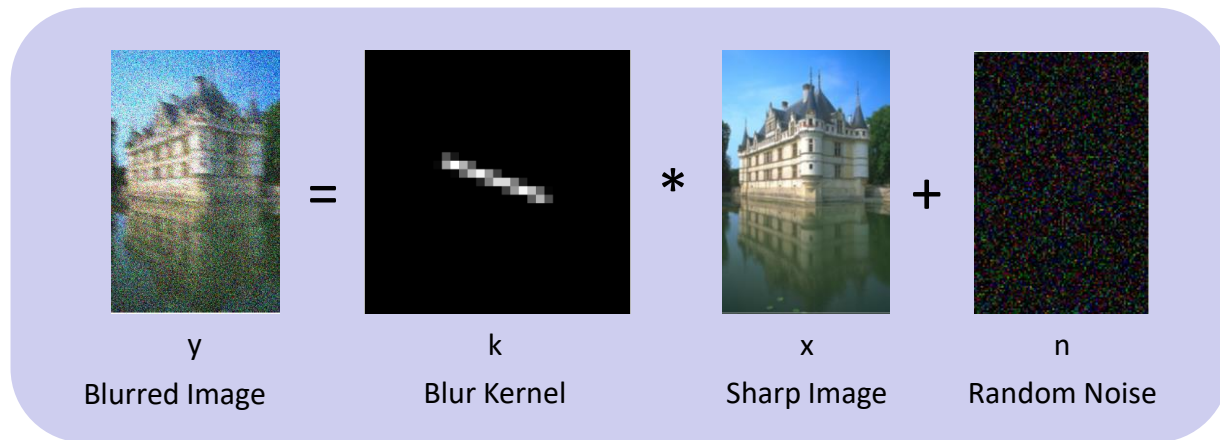 = * +
y k x n
Blurred Image Blur Kernel Sharp Image Random Noise